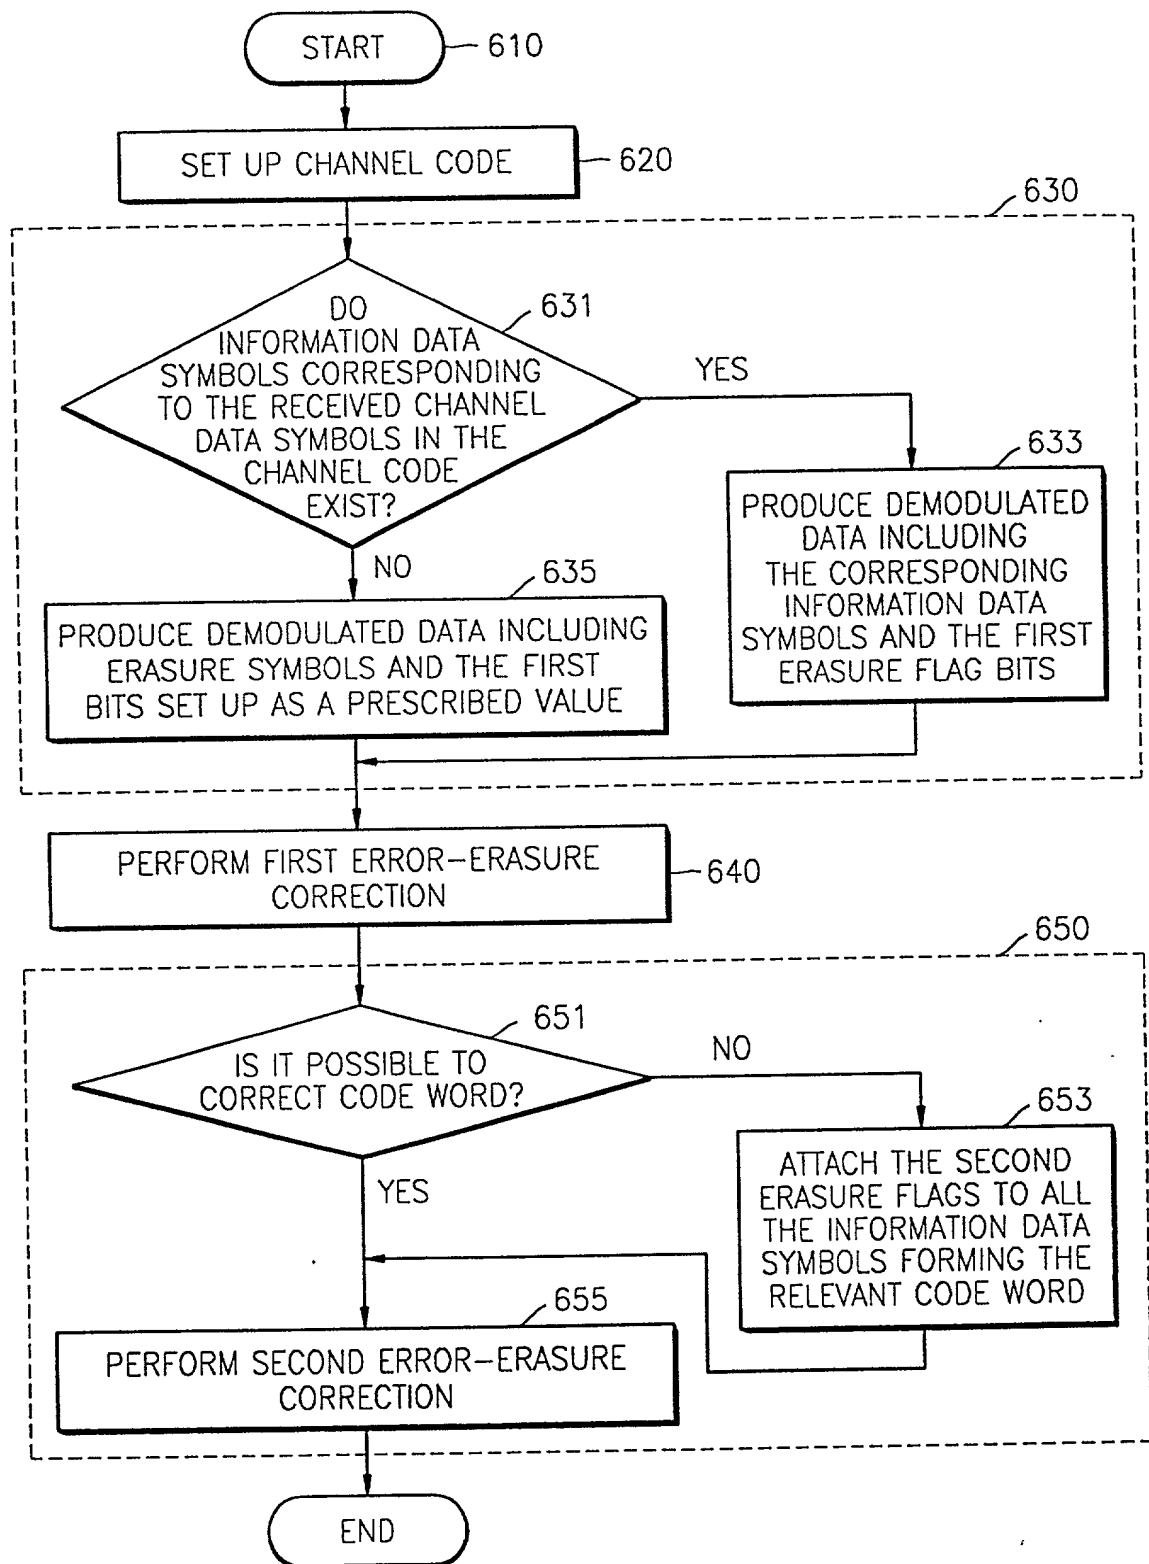 START
610
SET UP CHANNEL CODE
620
630
631
DO
INFORMATION DATA
SYMBOLS CORRESPONDING
TO THE RECEIVED CHANNEL
DATA SYMBOLS IN THE
CHANNEL CODE
EXIST?
YES
NO
633
PRODUCE DEMODULATED
DATA INCLUDING
THE CORRESPONDING
INFORMATION DATA
SYMBOLS AND THE FIRST
ERASURE FLAG BITS
635
PRODUCE DEMODULATED DATA INCLUDING
ERASURE SYMBOLS AND THE FIRST
BITS SET UP AS A PRESCRIBED VALUE
PERFORM FIRST ERROR-ERASURE
CORRECTION
640
650
651
IS IT POSSIBLE TO
CORRECT CODE WORD?
NO
YES
653
ATTACH THE SECOND
ERASURE FLAGS TO ALL
THE INFORMATION DATA
SYMBOLS FORMING THE
RELEVANT CODE WORD
655
PERFORM SECOND ERROR-ERASURE
CORRECTION
END